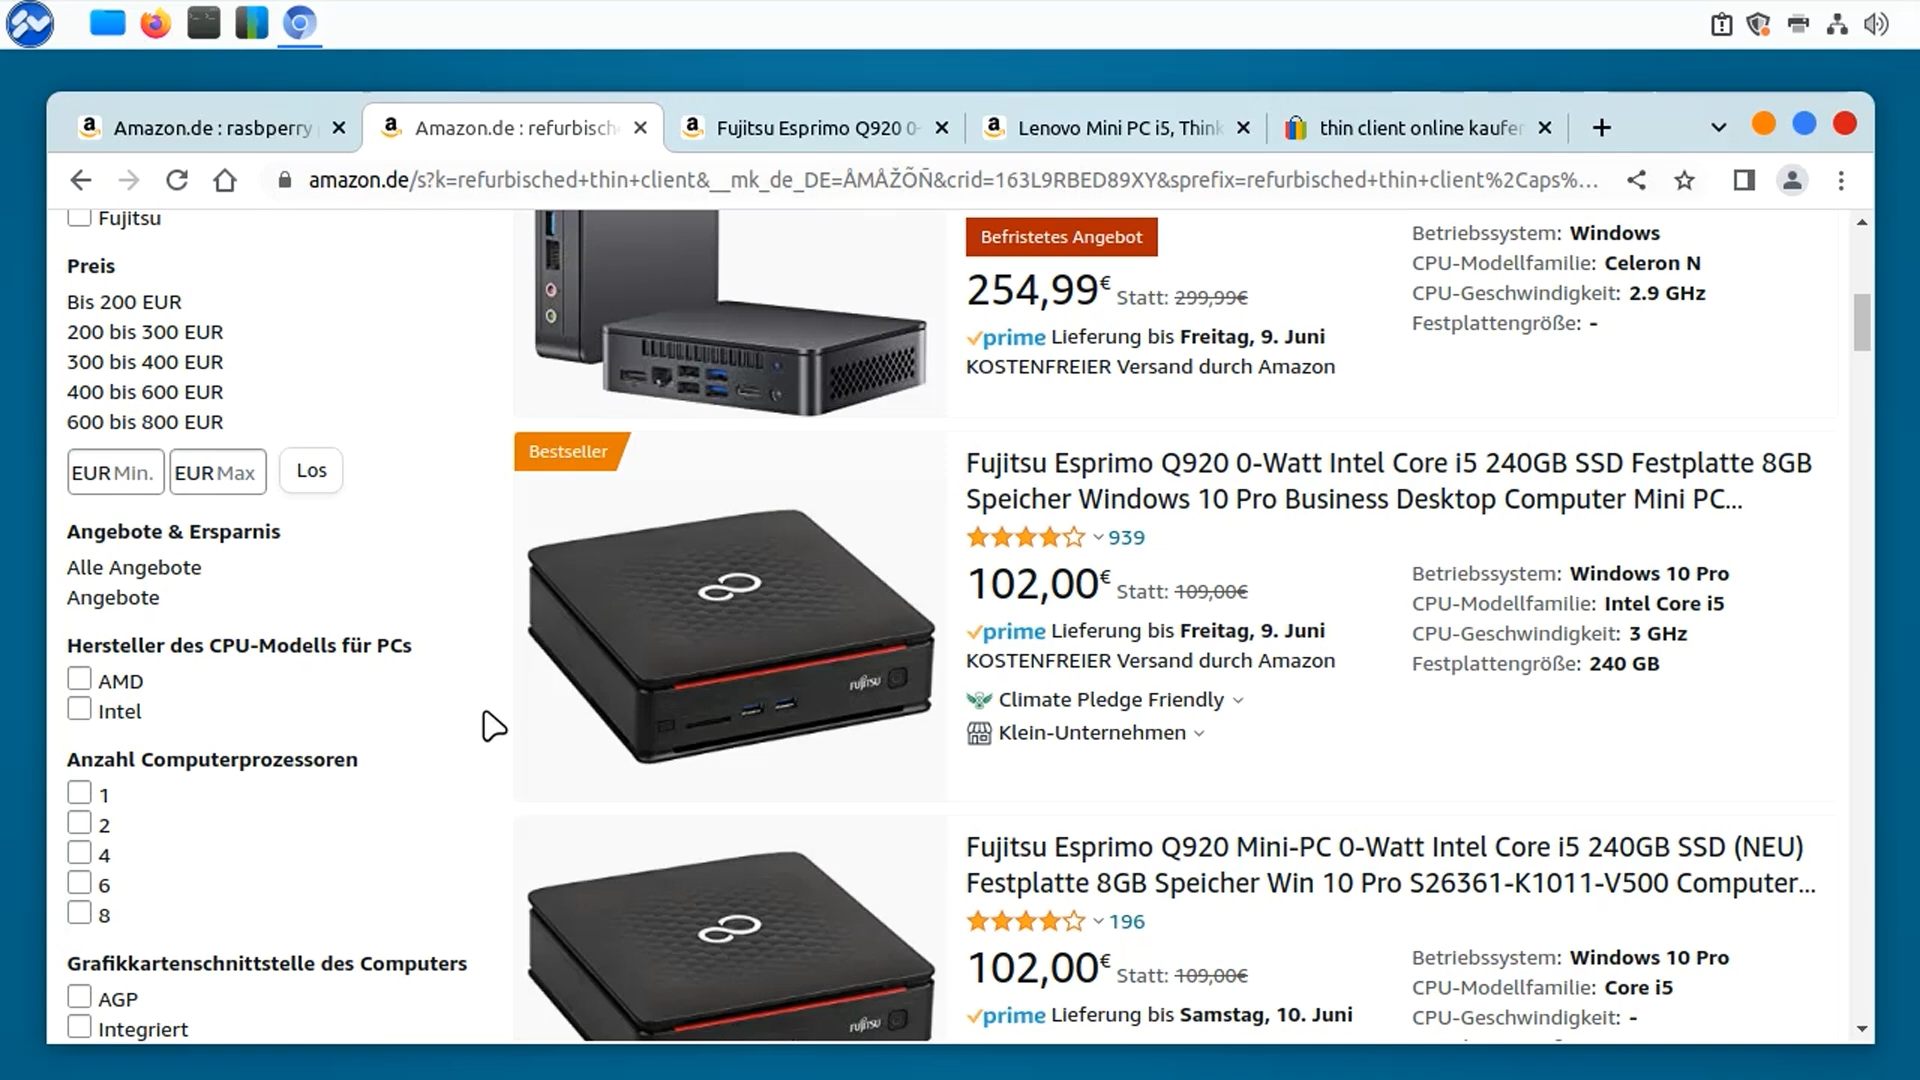 Amazon.de : rasbperry
Amazon.de : refurbisch
Fujitsu Esprimo Q920 0-
Lenovo Mini PC i5, Think
thin client online kaufen
amazon.de/s?k=refurbisched+thin+client&__mk_de_DE=ÅMÅŽÕÑ&crid=163L9RBED89XY&sprefix=refurbisched+thin+client%2Caps%...
Fujitsu
Preis
Bis 200 EUR
200 bis 300 EUR
300 bis 400 EUR
400 bis 600 EUR
600 bis 800 EUR
EUR Min.
EUR Max
Los
Angebote & Ersparnis
Alle Angebote
Angebote
Hersteller des CPU-Modells für PCs
AMD
Intel
Anzahl Computerprozessoren
1
2
4
6
8
Grafikkartenschnittstelle des Computers
AGP
Integriert
Befristetes Angebot
254,99€ Statt: 299,99€
prime Lieferung bis Freitag, 9. Juni
KOSTENFREIER Versand durch Amazon
Betriebssystem: Windows
CPU-Modellfamilie: Celeron N
CPU-Geschwindigkeit: 2.9 GHz
Festplattengröße: -
Bestseller
FUJITSU
Fujitsu Esprimo Q920 0-Watt Intel Core i5 240GB SSD Festplatte 8GB
Speicher Windows 10 Pro Business Desktop Computer Mini PC...
939
102,00€ Statt: 109,00€
prime Lieferung bis Freitag, 9. Juni
KOSTENFREIER Versand durch Amazon
Climate Pledge Friendly
Klein-Unternehmen
Betriebssystem: Windows 10 Pro
CPU-Modellfamilie: Intel Core i5
CPU-Geschwindigkeit: 3 GHz
Festplattengröße: 240 GB
FUJITSU
Fujitsu Esprimo Q920 Mini-PC 0-Watt Intel Core i5 240GB SSD (NEU)
Festplatte 8GB Speicher Win 10 Pro S26361-K1011-V500 Computer...
196
102,00€ Statt: 109,00€
prime Lieferung bis Samstag, 10. Juni
Betriebssystem: Windows 10 Pro
CPU-Modellfamilie: Core i5
CPU-Geschwindigkeit: -